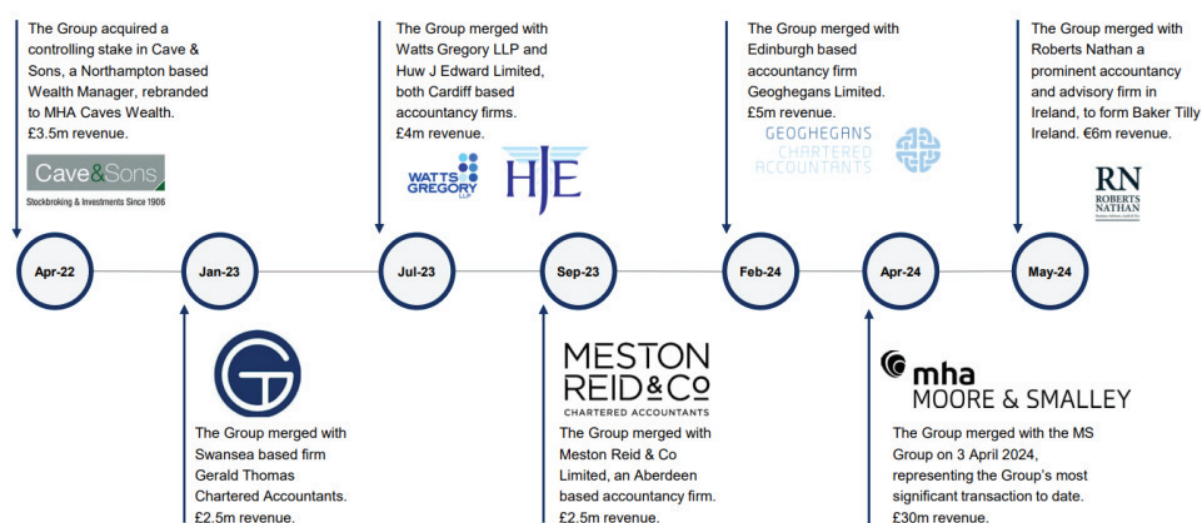 The Group acquired a
controlling stake in Cave &
Sons, a Northampton based
Wealth Manager, rebranded
to MHA Caves Wealth.
£3.5m revenue.
Cave&Sons
Stockbroking & Investments Since 1906
The Group merged with
Watts Gregory LLP and
Huw J Edward Limited,
both Cardiff based
accountancy firms.
£4m revenue.
WATTS
GREGORY
LLP
HJE
The Group merged with
Edinburgh based
accountancy firm
Geoghegans Limited.
£5m revenue.
GEOGHEGANS
CHARTERED
ACCOUNTANTS
The Group merged with
Roberts Nathan a
prominent accountancy
and advisory firm in
Ireland, to form Baker Tilly
Ireland. €6m revenue.
RN
ROBERTS
NATHAN
Apr-22
Jan-23
Jul-23
Sep-23
Feb-24
Apr-24
May-24
GT
The Group merged with
Swansea based firm
Gerald Thomas
Chartered Accountants.
£2.5m revenue.
MESTON
REID & CO
CHARTERED ACCOUNTANTS
The Group merged with
Meston Reid & Co
Limited, an Aberdeen
based accountancy firm.
£2.5m revenue.
mha
MOORE & SMALLEY
The Group merged with the MS
Group on 3 April 2024,
representing the Group's most
significant transaction to date.
£30m revenue.